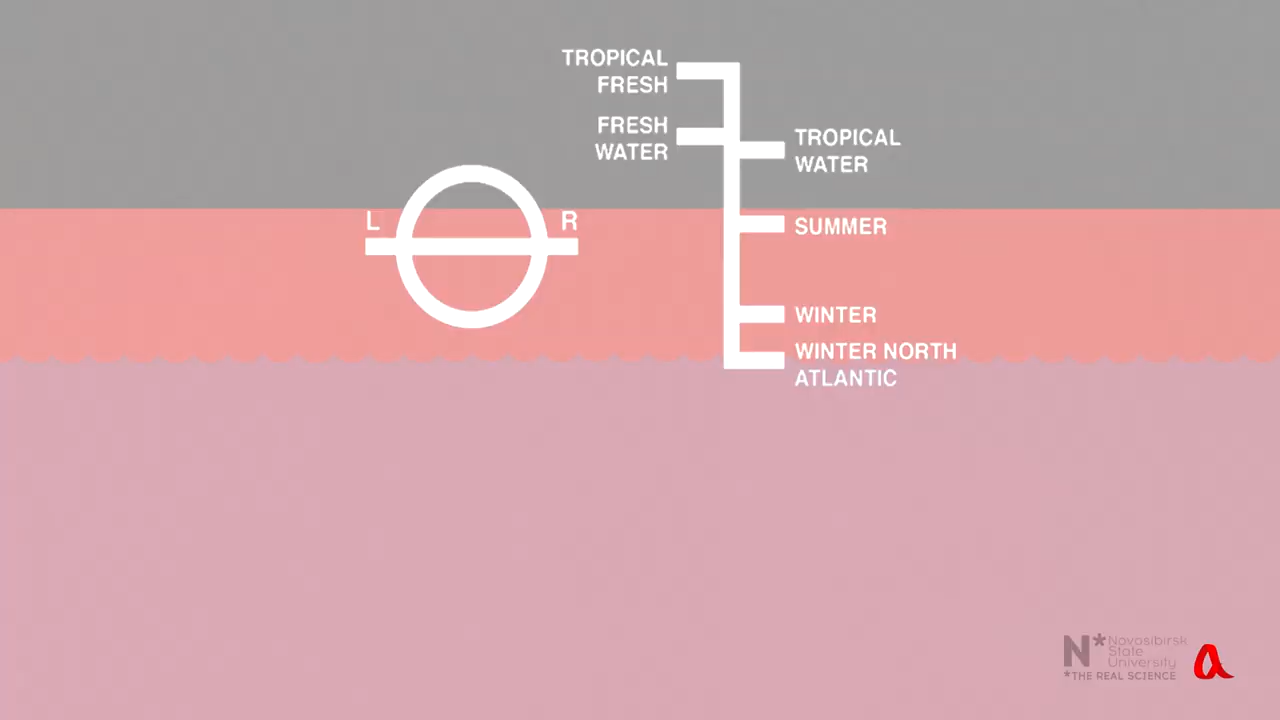 TROPICAL
FRESH
FRESH
WATER
TROPICAL
WATER
L
R
SUMMER
WINTER
WINTER NORTH
ATLANTIC
N* Novosibirsk
State
University
*THE REAL SCIENCE
a